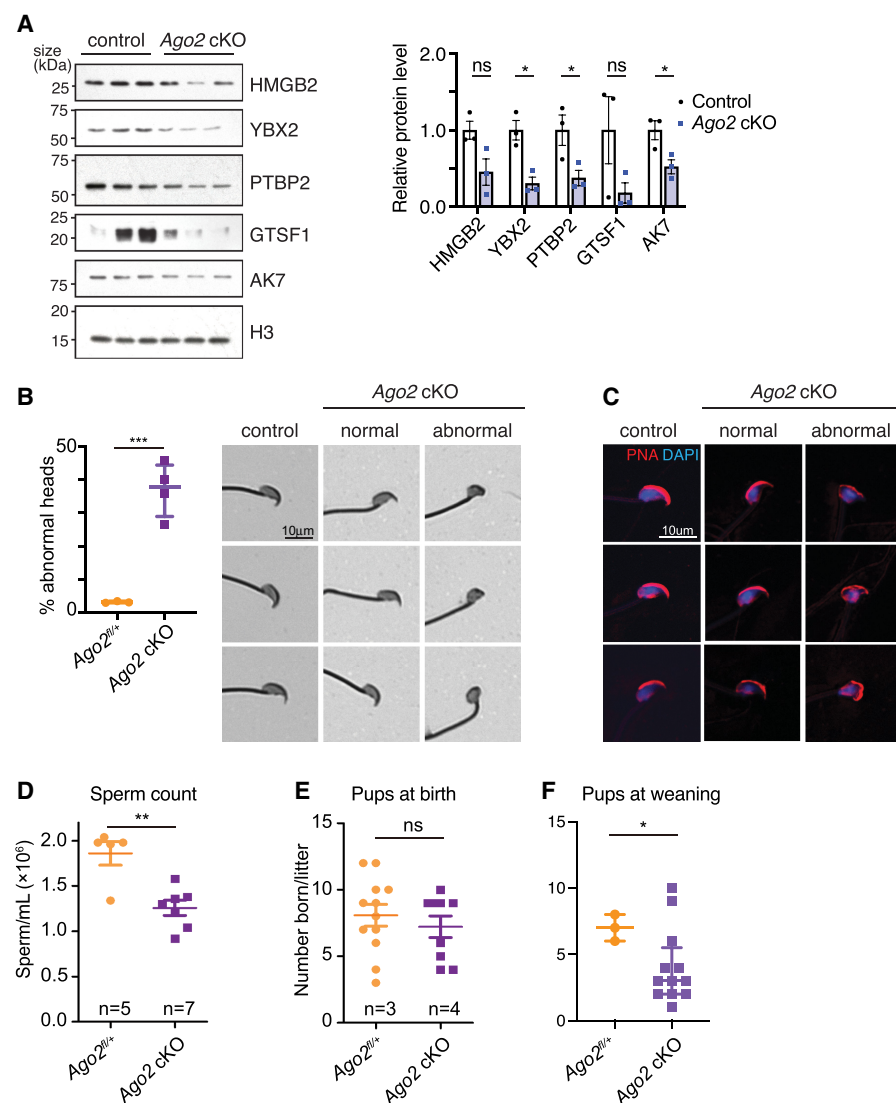 A
size
(kDa)
control
Ago2 cKO
25
HMGB2
75
50
YBX2
75
50
PTBP2
25
20
GTSF1
75
AK7
20
15
H3
Relative protein level
2.0
1.0
0.0
ns
*
*
ns
*
Control
Ago2 cKO
HMGB2
YBX2
PTBP2
GTSF1
AK7
B
% abnormal heads
50
0
***
Ago2fl/+
Ago2 cKO
Ago2 cKO
control
normal
abnormal
10µm
C
Ago2 cKO
control
normal
abnormal
PNA DAPI
10um
D
Sperm count
Sperm/mL (×10⁶)
2.0
1.5
1.0
0.5
0.0
**
n=5
n=7
Ago2fl/+
Ago2 cKO
E
Pups at birth
Number born/litter
15
10
5
0
ns
n=3
n=4
Ago2fl/+
Ago2 cKO
F
Pups at weaning
15
10
5
0
*
Ago2fl/+
Ago2 cKO